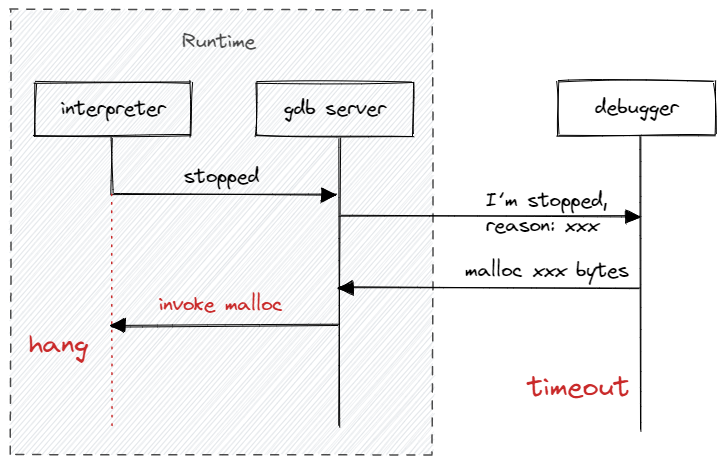 Runtime
interpreter
gdb server
debugger
stopped
I'm stopped,
reason: xxx
malloc xxx bytes
invoke malloc
hang
timeout